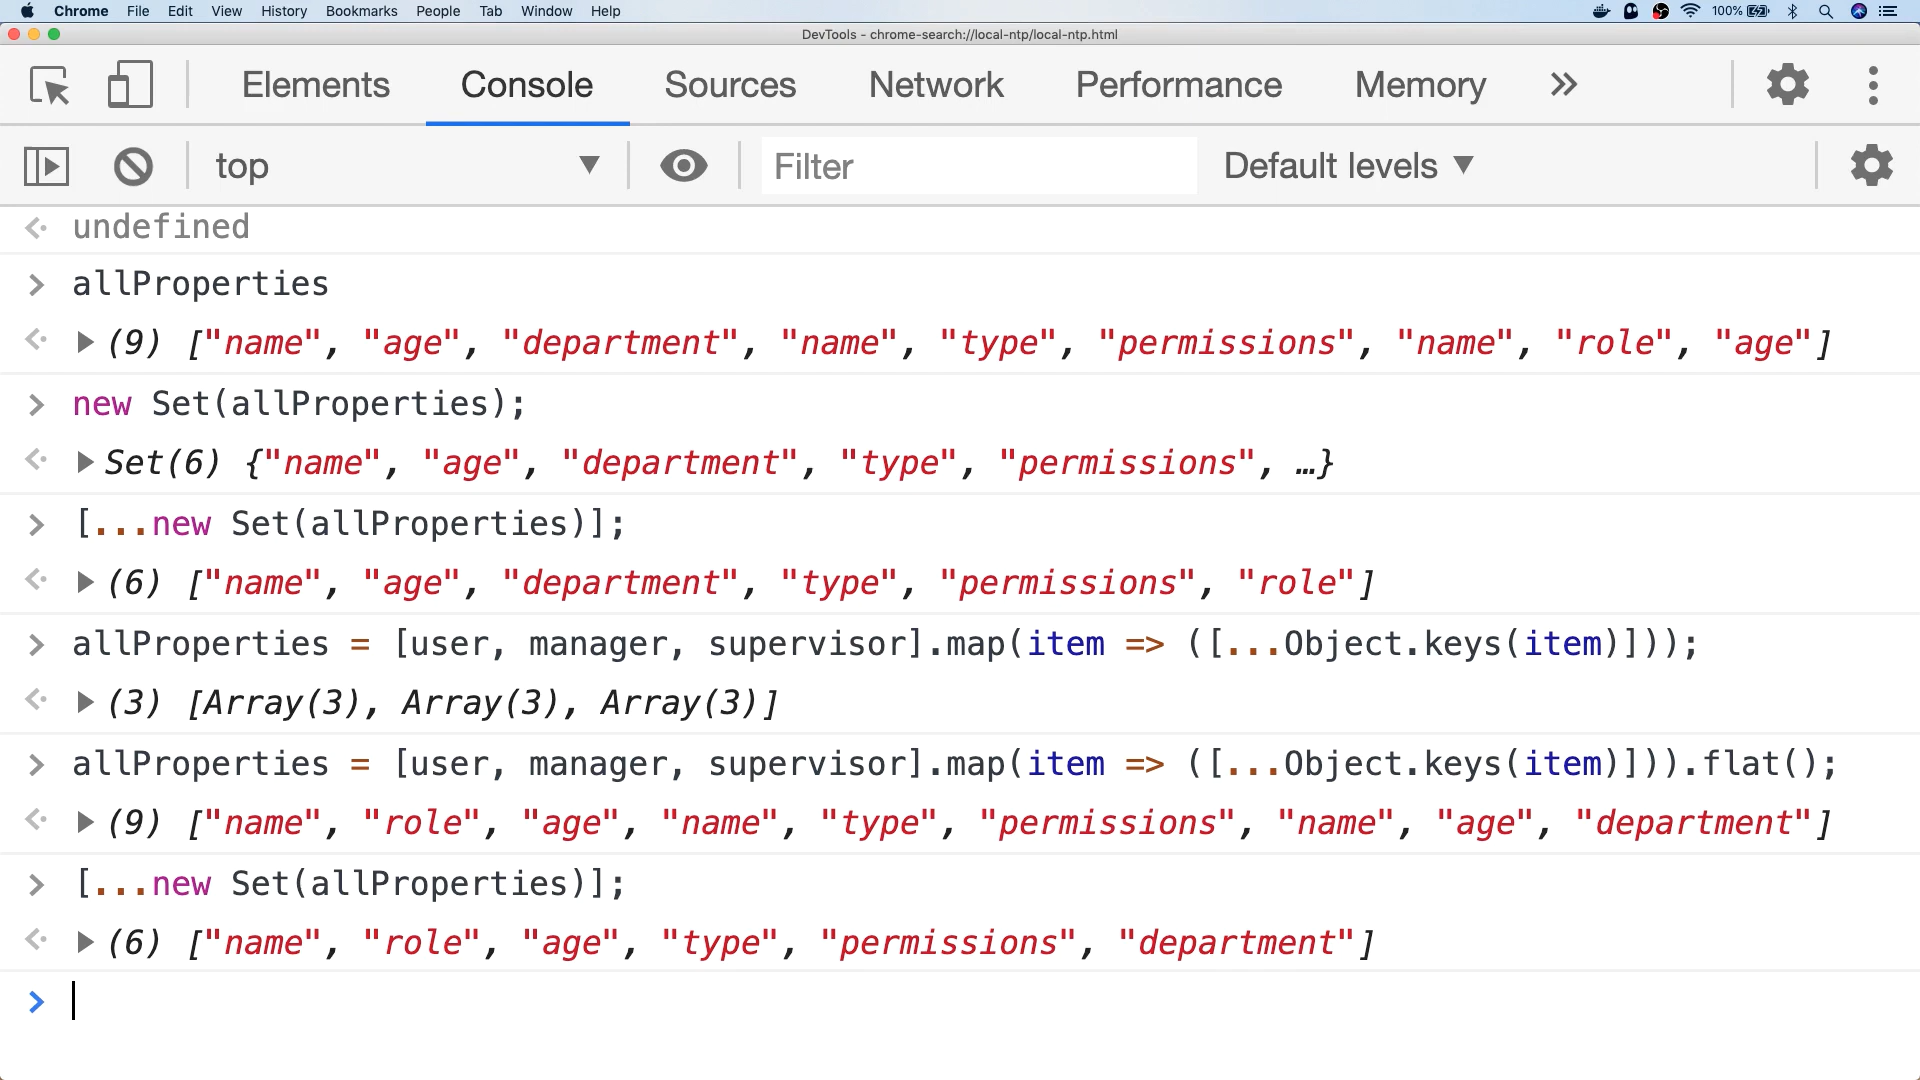 Chrome File Edit View History Bookmarks People Tab Window Help 100%
DevTools - chrome-search://local-ntp/local-ntp.html
Elements Console Sources Network Performance Memory »
top ▼ Filter Default levels ▼
undefined
> allProperties
(9) ["name", "age", "department", "name", "type", "permissions", "name", "role", "age"]
> new Set(allProperties);
Set(6) {"name", "age", "department", "type", "permissions", …}
> [...new Set(allProperties)];
(6) ["name", "age", "department", "type", "permissions", "role"]
> allProperties = [user, manager, supervisor].map(item => ([...Object.keys(item)]));
(3) [Array(3), Array(3), Array(3)]
> allProperties = [user, manager, supervisor].map(item => ([...Object.keys(item)])).flat();
(9) ["name", "role", "age", "name", "type", "permissions", "name", "age", "department"]
> [...new Set(allProperties)];
(6) ["name", "role", "age", "type", "permissions", "department"]
>